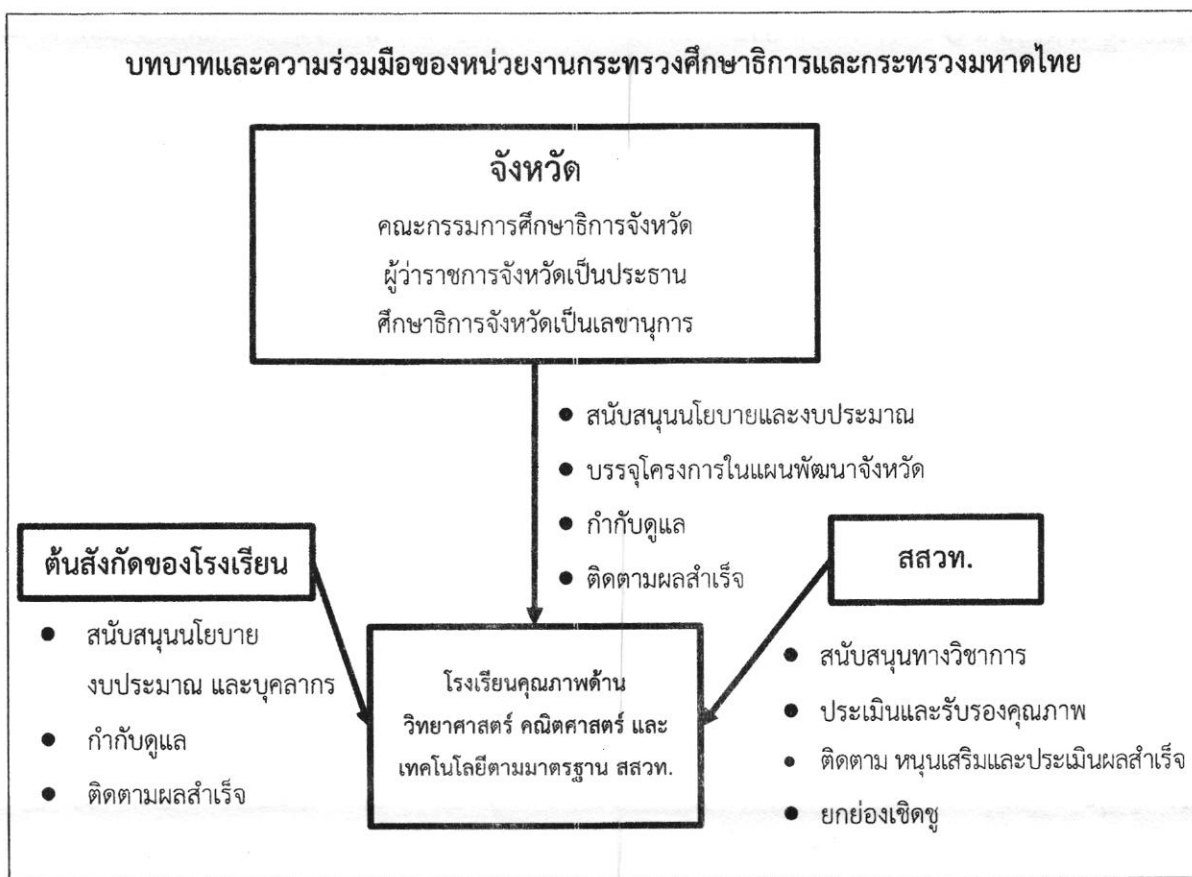 บทบาทและความร่วมมือของหน่วยงานกระทรวงศึกษาธิการและกระทรวงมหาดไทย
จังหวัด
คณะกรรมการศึกษาธิการจังหวัด
ผู้ว่าราชการจังหวัดเป็นประธาน
ศึกษาธิการจังหวัดเป็นเลขานุการ
● สนับสนุนนโยบายและงบประมาณ
● บรรจุโครงการในแผนพัฒนาจังหวัด
● กำกับดูแล
● ติดตามผลสำเร็จ
ต้นสังกัดของโรงเรียน
● สนับสนุนนโยบาย
งบประมาณ และบุคลากร
● กำกับดูแล
● ติดตามผลสำเร็จ
โรงเรียนคุณภาพด้าน
วิทยาศาสตร์ คณิตศาสตร์ และ
เทคโนโลยีตามมาตรฐาน สสวท.
สสวท.
● สนับสนุนทางวิชาการ
● ประเมินและรับรองคุณภาพ
● ติดตาม หนุนเสริมและประเมินผลสำเร็จ
● ยกย่องเชิดชู